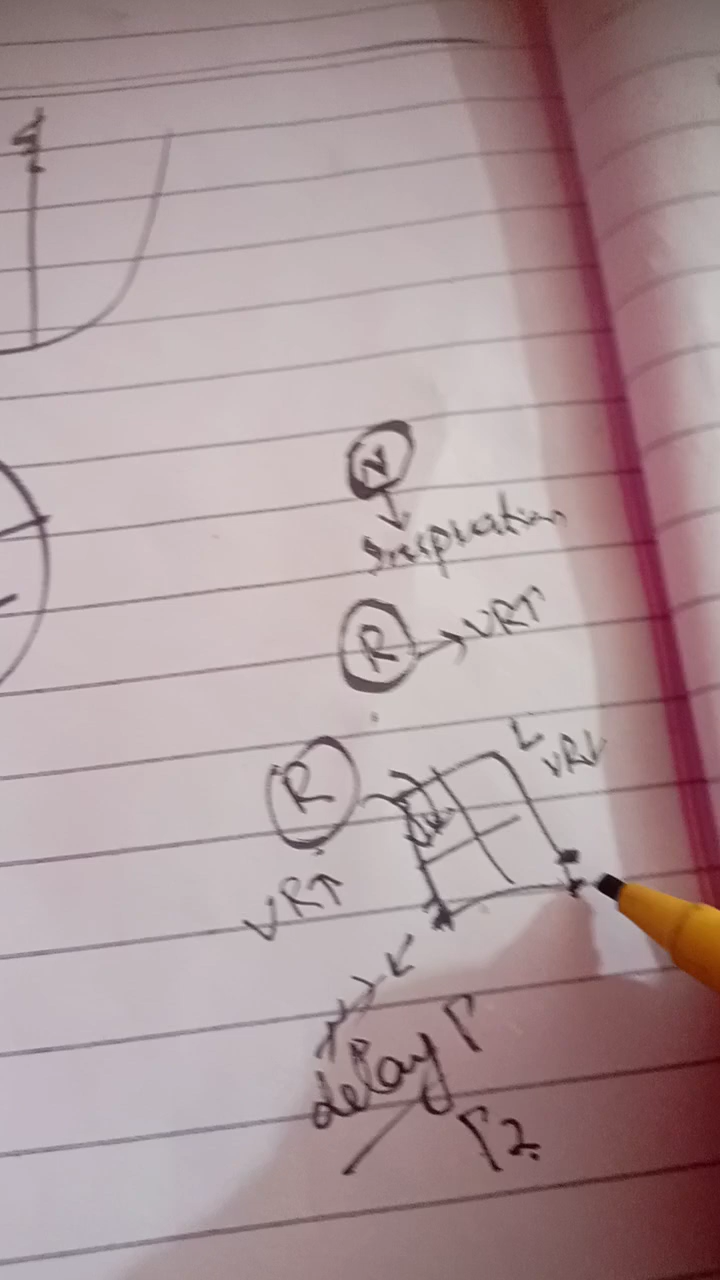 N
Inspiration
R → VR↑
VR↓
R
VR↑
delay P
P2